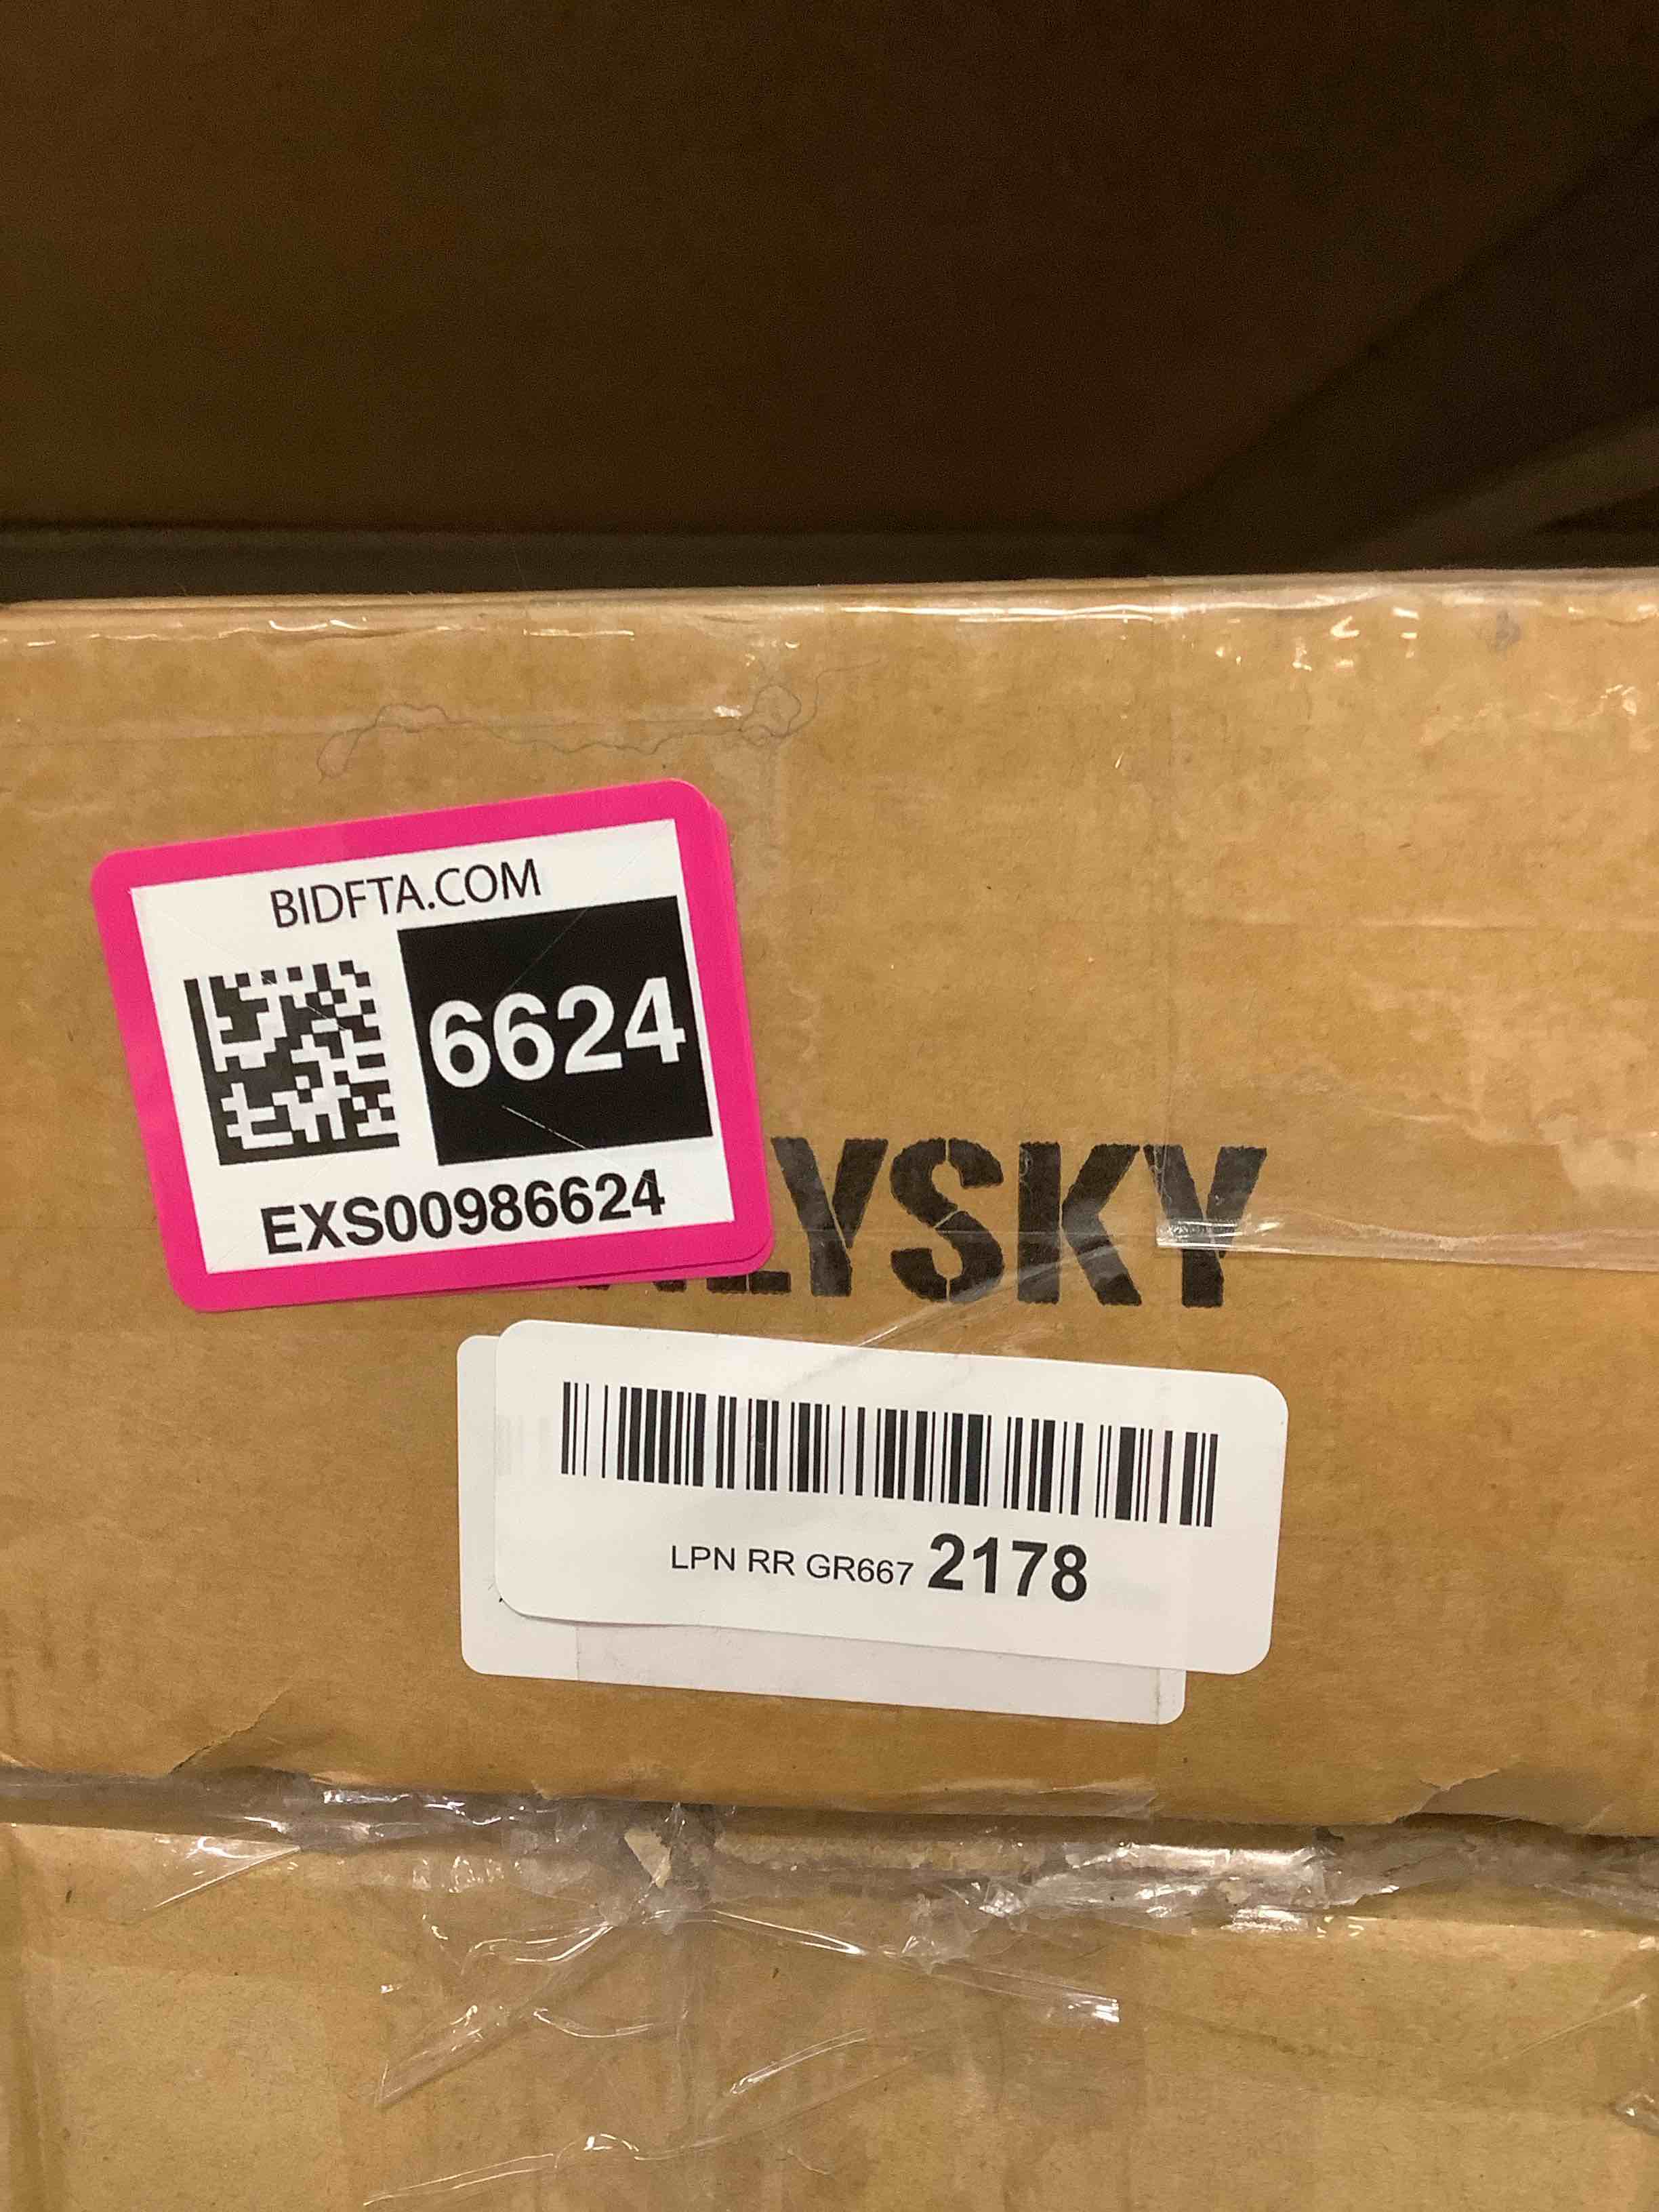 BIDFTA.COM
6624
EXS00986624
LYSKY
LPN RR GR667 2178